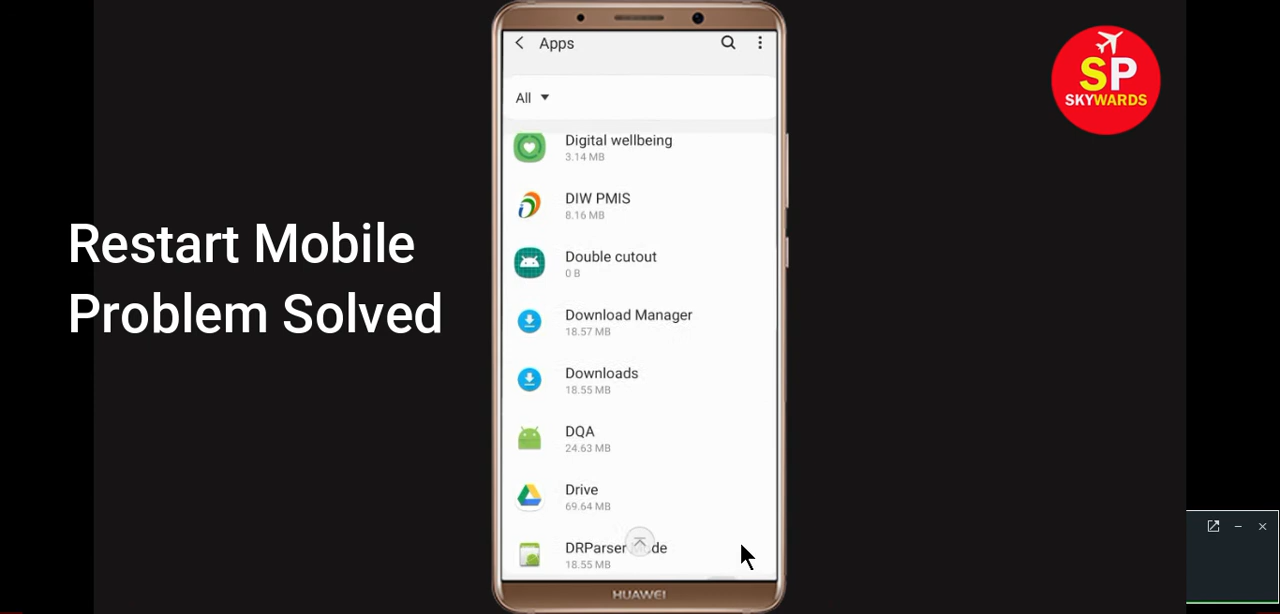 Apps
All
Digital wellbeing
3.14 MB
DIW PMIS
8.16 MB
Double cutout
0 B
Download Manager
18.57 MB
Downloads
18.55 MB
DQA
24.63 MB
Drive
69.64 MB
DRParser
18.55 MB
HUAWEI
Restart Mobile
Problem Solved
SP
SKYWARDS